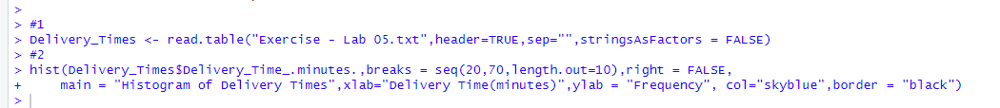 >
> #1
> Delivery_Times <- read.table("Exercise - Lab 05.txt",header=TRUE,sep="",stringsAsFactors = FALSE)
> #2
> hist(Delivery_Times$Delivery_Time_.minutes.,breaks = seq(20,70,length.out=10),right = FALSE,
+     main = "Histogram of Delivery Times",xlab="Delivery Time(minutes)",ylab = "Frequency", col="skyblue",border = "black")
>